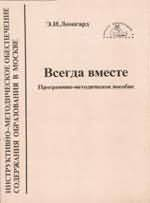 Э.И.Леонгард
Всегда вместе
Программно-методическое пособие
ИНСТРУКТИВНО-МЕТОДИЧЕСКОЕ ОБЕСПЕЧЕНИЕ
СОДЕРЖАНИЯ ОБРАЗОВАНИЯ В МОСКВЕ